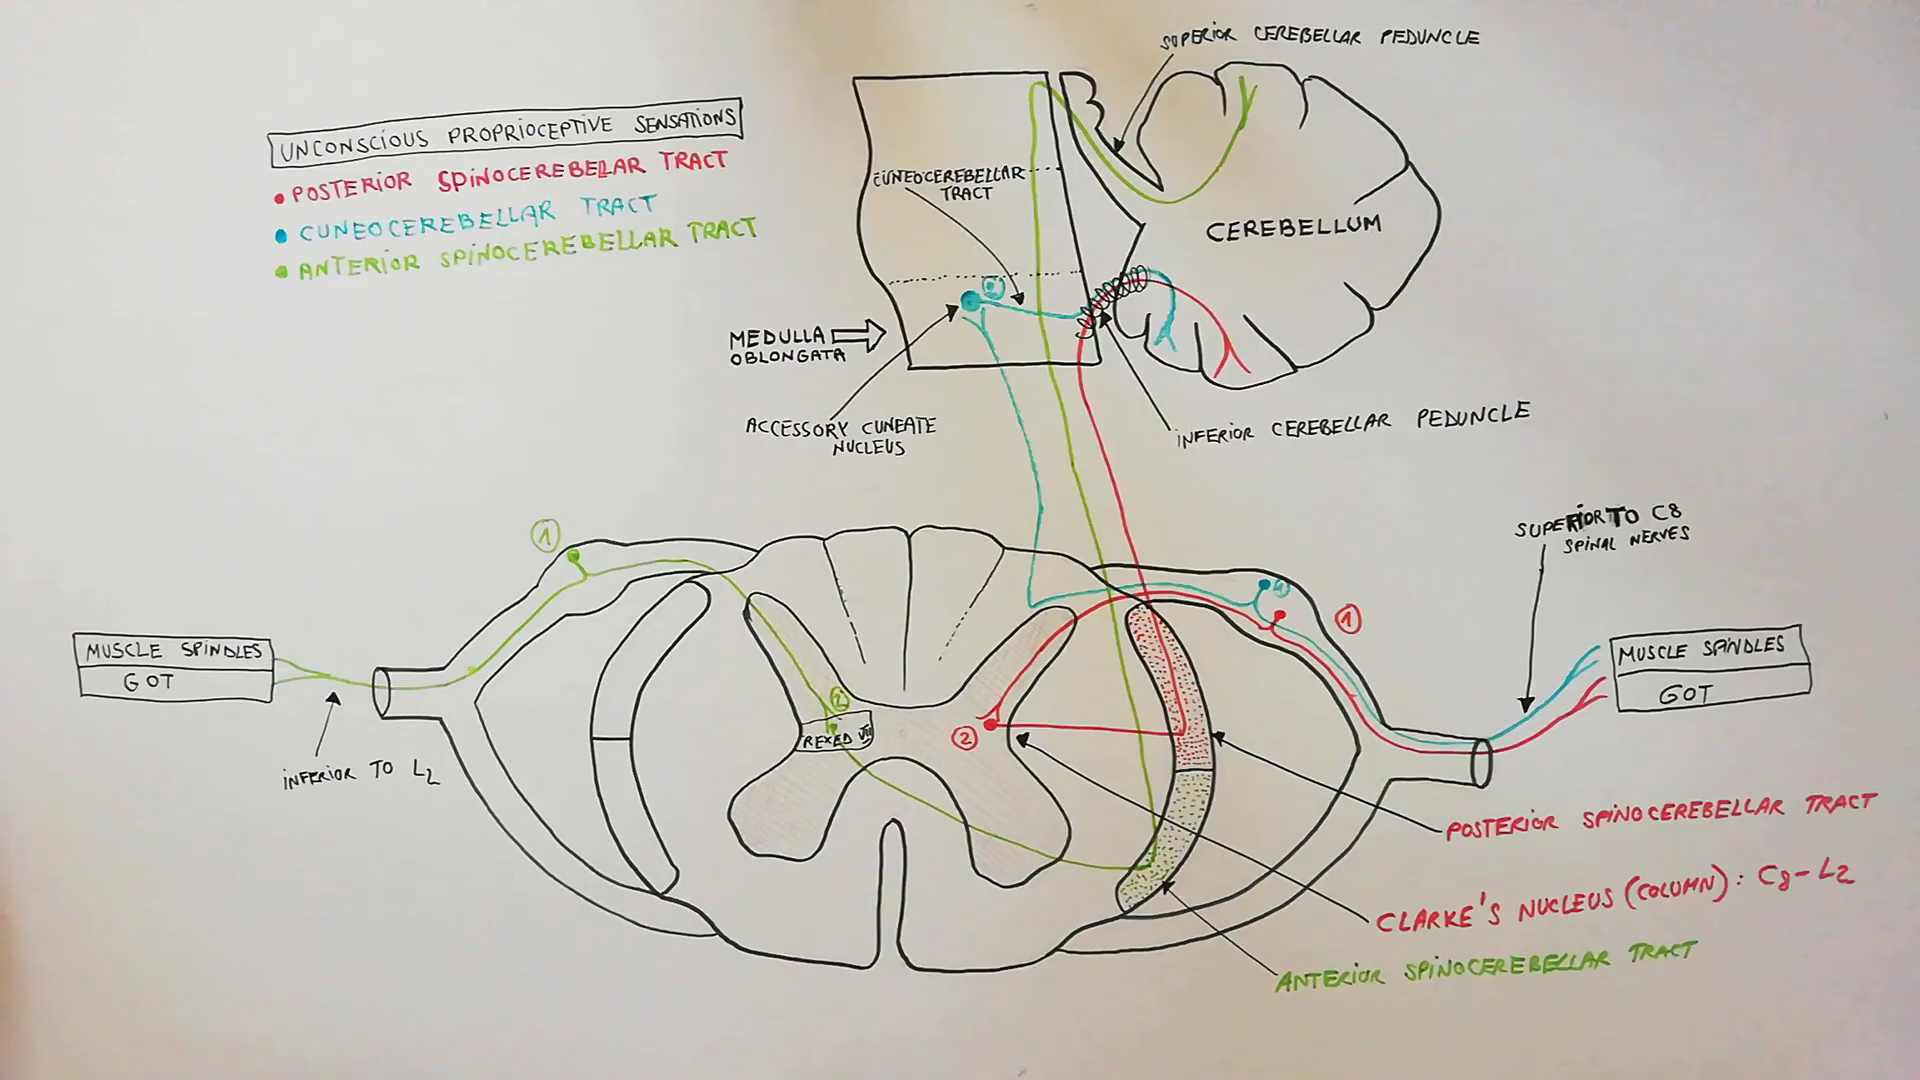 SUPERIOR CEREBELLAR PEDUNCLE
UNCONSCIOUS PROPRIOCEPTIVE SENSATIONS
• POSTERIOR SPINOCEREBELLAR TRACT
• CUNEOCEREBELLAR TRACT
• ANTERIOR SPINOCEREBELLAR TRACT
CUNEOCEREBELLAR
TRACT
CEREBELLUM
MEDULLA
OBLONGATA
ACCESSORY CUNEATE
NUCLEUS
INFERIOR CEREBELLAR PEDUNCLE
SUPERIOR TO C8
SPINAL NERVES
1
1
MUSCLE SPINDLES
GOT
INFERIOR TO L2
2
REXED VII
2
MUSCLE SPINDLES
GOT
POSTERIOR SPINOCEREBELLAR TRACT
CLARKE'S NUCLEUS (COLUMN): C8-L2
ANTERIOR SPINOCEREBELLAR TRACT